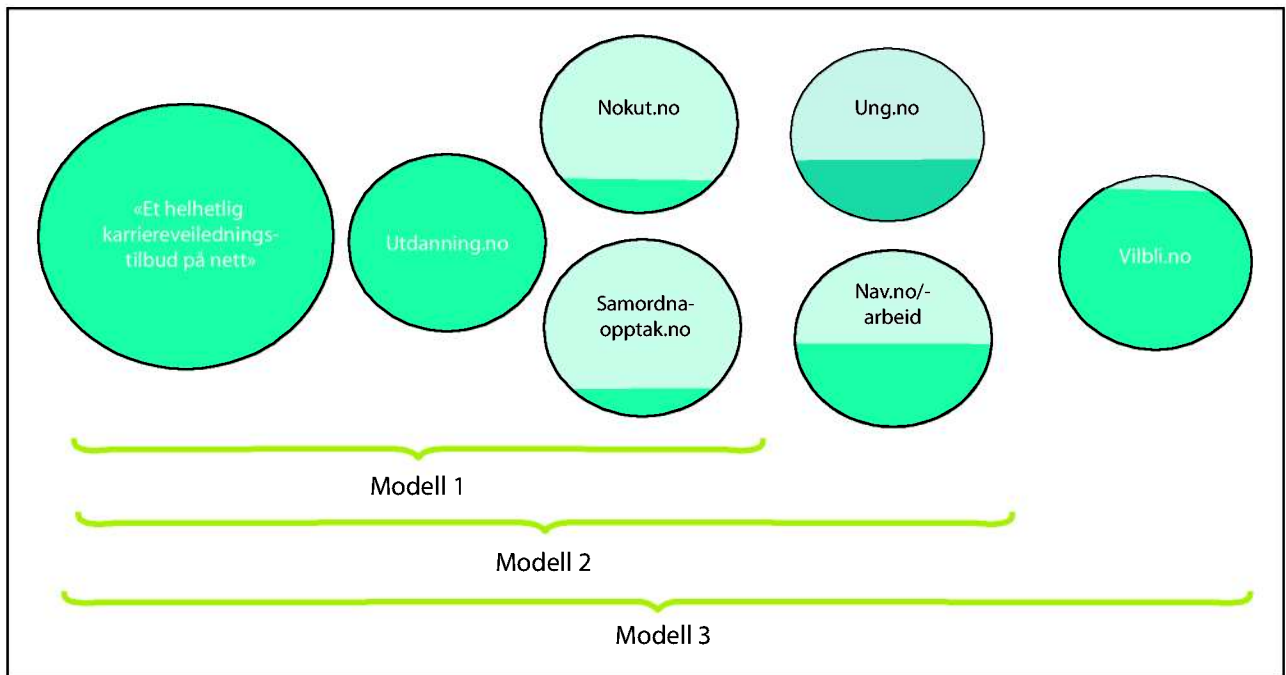 «Et helhetlig
karriereveilednings-
tilbud på nett»
Utdanning.no
Nokut.no
Samordna-
opptak.no
Ung.no
Nav.no/-
arbeid
Vilbli.no
Modell 1
Modell 2
Modell 3